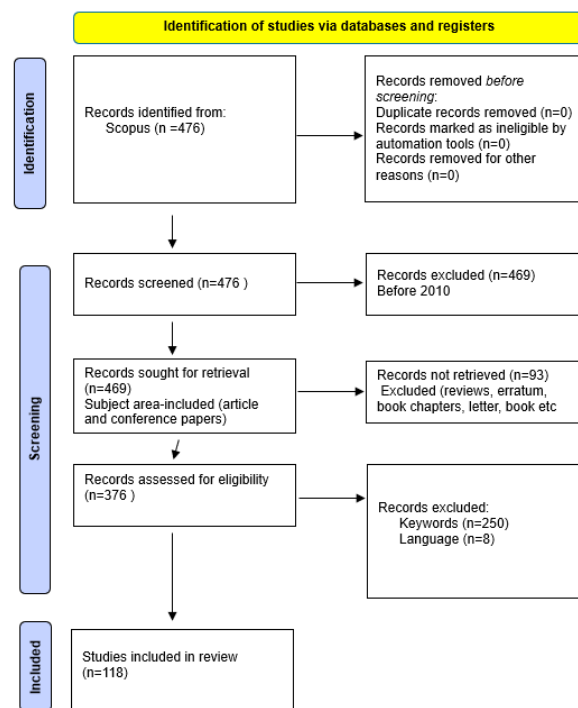 Identification of studies via databases and registers
Identification
Records identified from:
Scopus (n =476)
Records removed before
screening:
Duplicate records removed (n=0)
Records marked as ineligible by
automation tools (n=0)
Records removed for other
reasons (n=0)
Screening
Records screened (n=476 )
Records excluded (n=469)
Before 2010
Records sought for retrieval
(n=469)
Subject area-included (article
and conference papers)
Records not retrieved (n=93)
Excluded (reviews, erratum,
book chapters, letter, book etc
Records assessed for eligibility
(n=376 )
Records excluded:
Keywords (n=250)
Language (n=8)
Included
Studies included in review
(n=118)